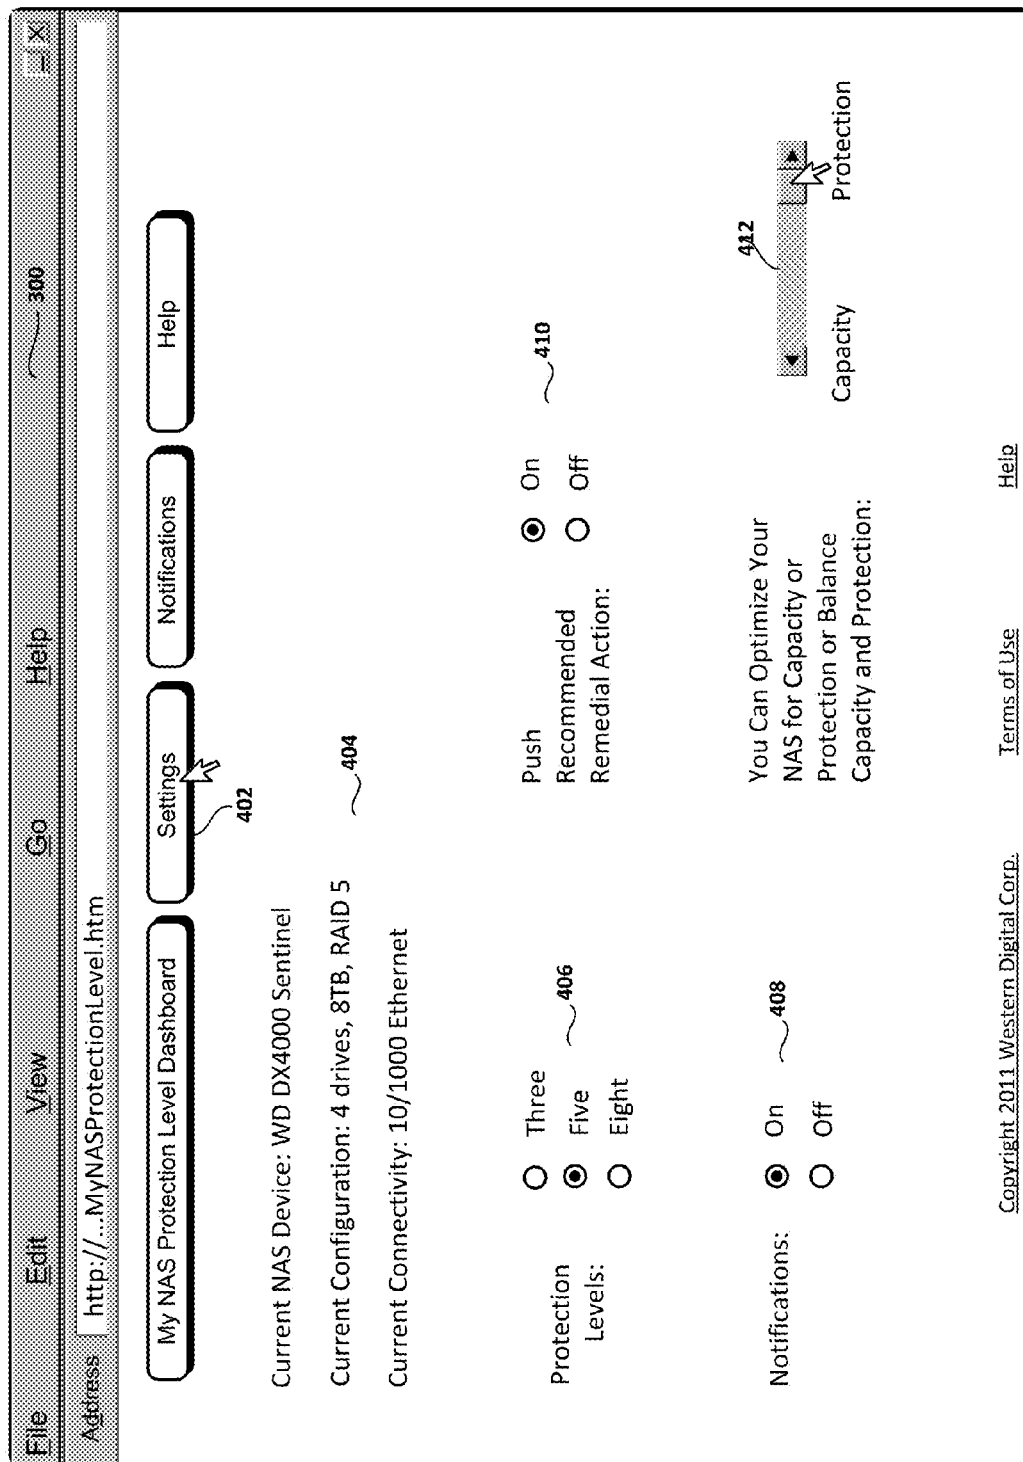 File Edit View Go Help 300 _ X
Address http://...MyNASProtectionLevel.htm
My NAS Protection Level Dashboard Settings Notifications Help
402
Current NAS Device: WD DX4000 Sentinel
Current Configuration: 4 drives, 8TB, RAID 5 404
Current Connectivity: 10/1000 Ethernet
Protection
Levels:
Three
Five
Eight
406
Push
Recommended
Remedial Action:
On
Off
410
Notifications:
On
Off
408
You Can Optimize Your
NAS for Capacity or
Protection or Balance
Capacity and Protection:
412
Capacity Protection
Copyright 2011 Western Digital Corp. Terms of Use Help